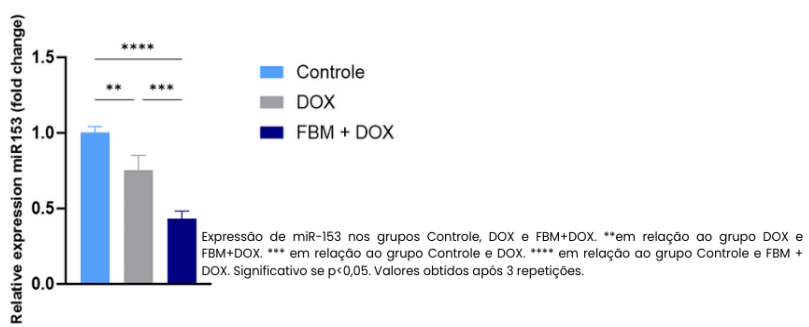 Relative expression miR153 (fold change)
1.5
1.0
0.5
0.0
****
** ***
Controle
DOX
FBM + DOX
Expressão de miR-153 nos grupos Controle, DOX e FBM+DOX. **em relação ao grupo DOX e
FBM+DOX. *** em relação ao grupo Controle e DOX. **** em relação ao grupo Controle e FBM +
DOX. Significativo se p<0,05. Valores obtidos após 3 repetições.